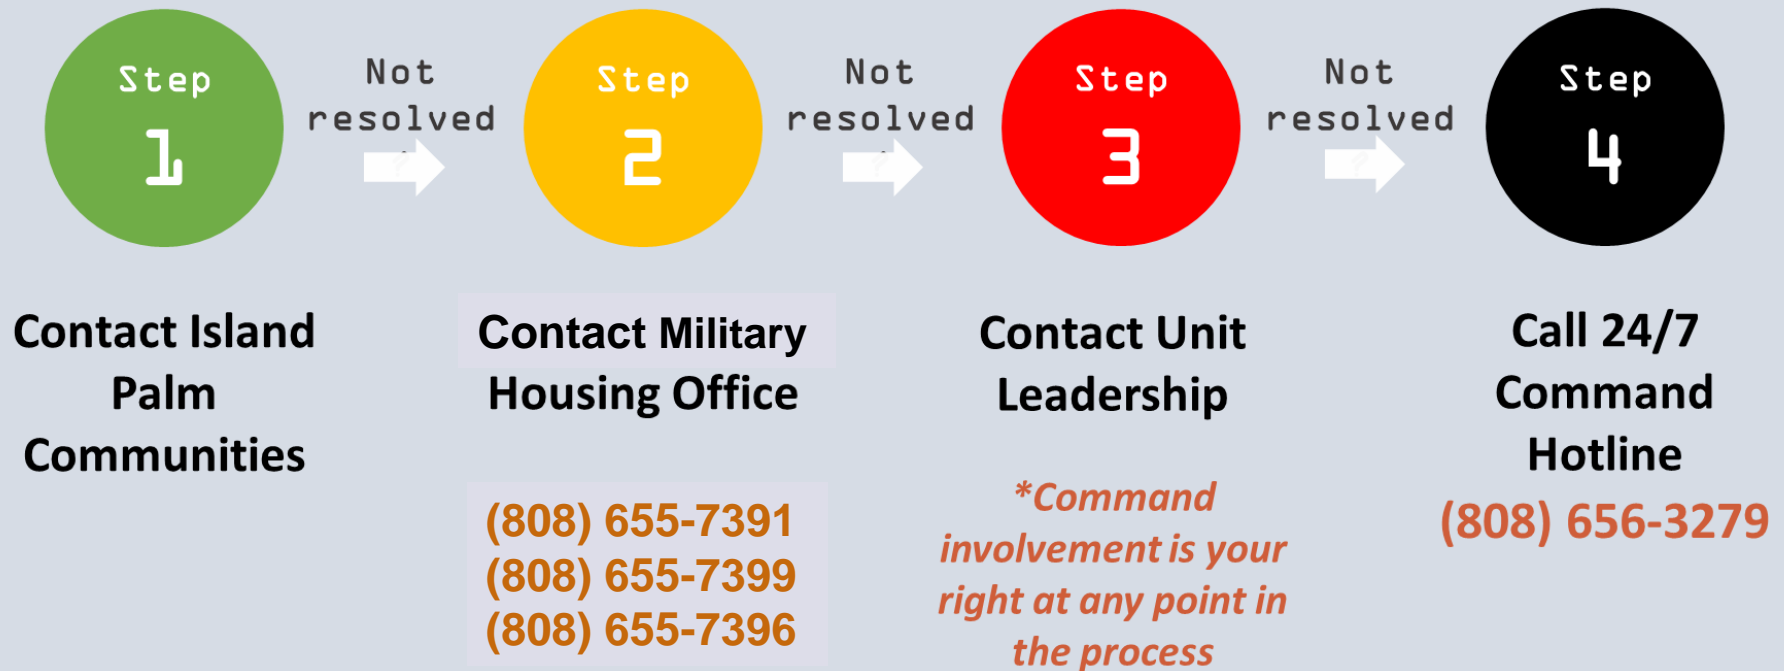 Step
1
Not
resolved
Step
2
Not
resolved
Step
3
Not
resolved
Step
4
Contact Island
Palm
Communities
Contact Military
Housing Office
(808) 655-7391
(808) 655-7399
(808) 655-7396
Contact Unit
Leadership
*Command
involvement is your
right at any point in
the process
Call 24/7
Command
Hotline
(808) 656-3279